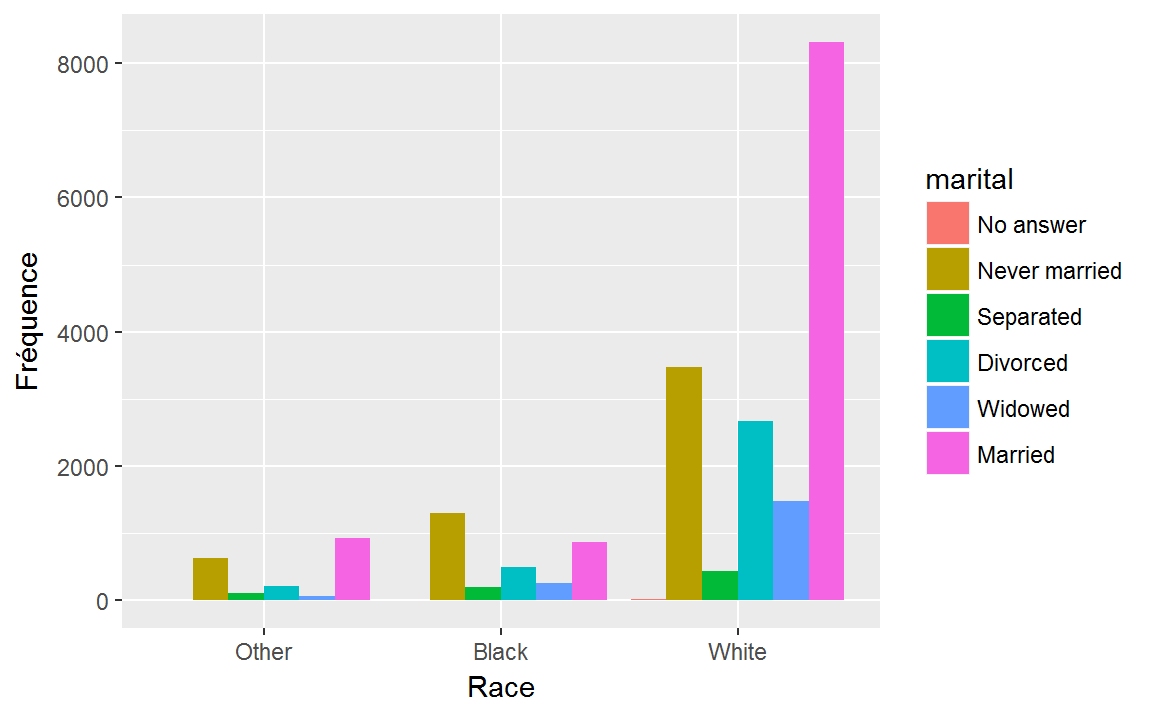 8000
6000
4000
2000
0
Fréquence
Other Black White
Race
marital
No answer
Never married
Separated
Divorced
Widowed
Married